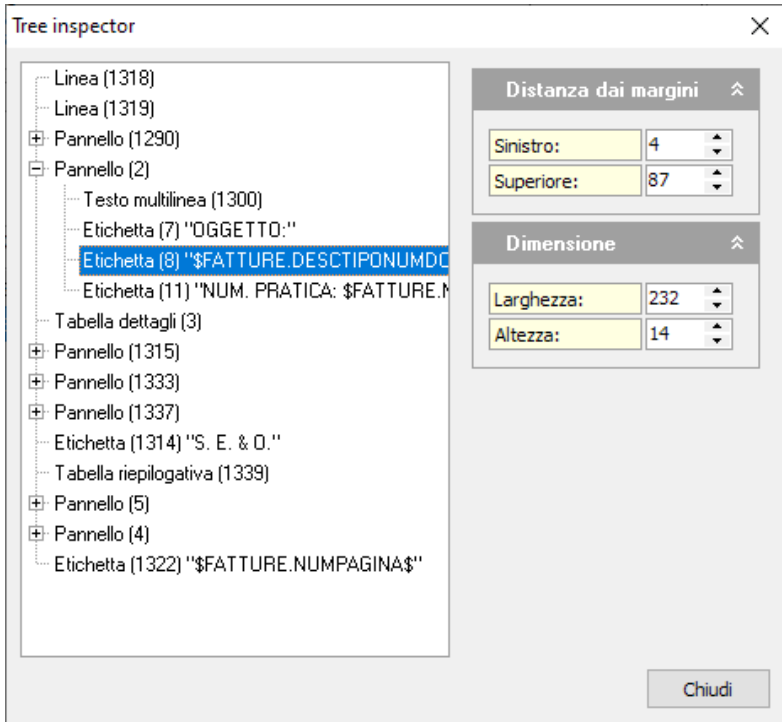 Tree inspector
Linea (1318)
Linea (1319)
Pannello (1290)
Pannello (2)
Testo multilinea (1300)
Etichetta (7) "OGGETTO:"
Etichetta (8) "$FATTURE.DESCTIPONUMDO
Etichetta (11) "NUM. PRATICA: $FATTURE.N
Tabella dettagli (3)
Pannello (1315)
Pannello (1333)
Pannello (1337)
Etichetta (1314) "S. E. & O."
Tabella riepilogativa (1339)
Pannello (5)
Pannello (4)
Etichetta (1322) "$FATTURE.NUMPAGINA$"
Distanza dai margini
Sinistro: 4
Superiore: 87
Dimensione
Larghezza: 232
Altezza: 14
Chiudi